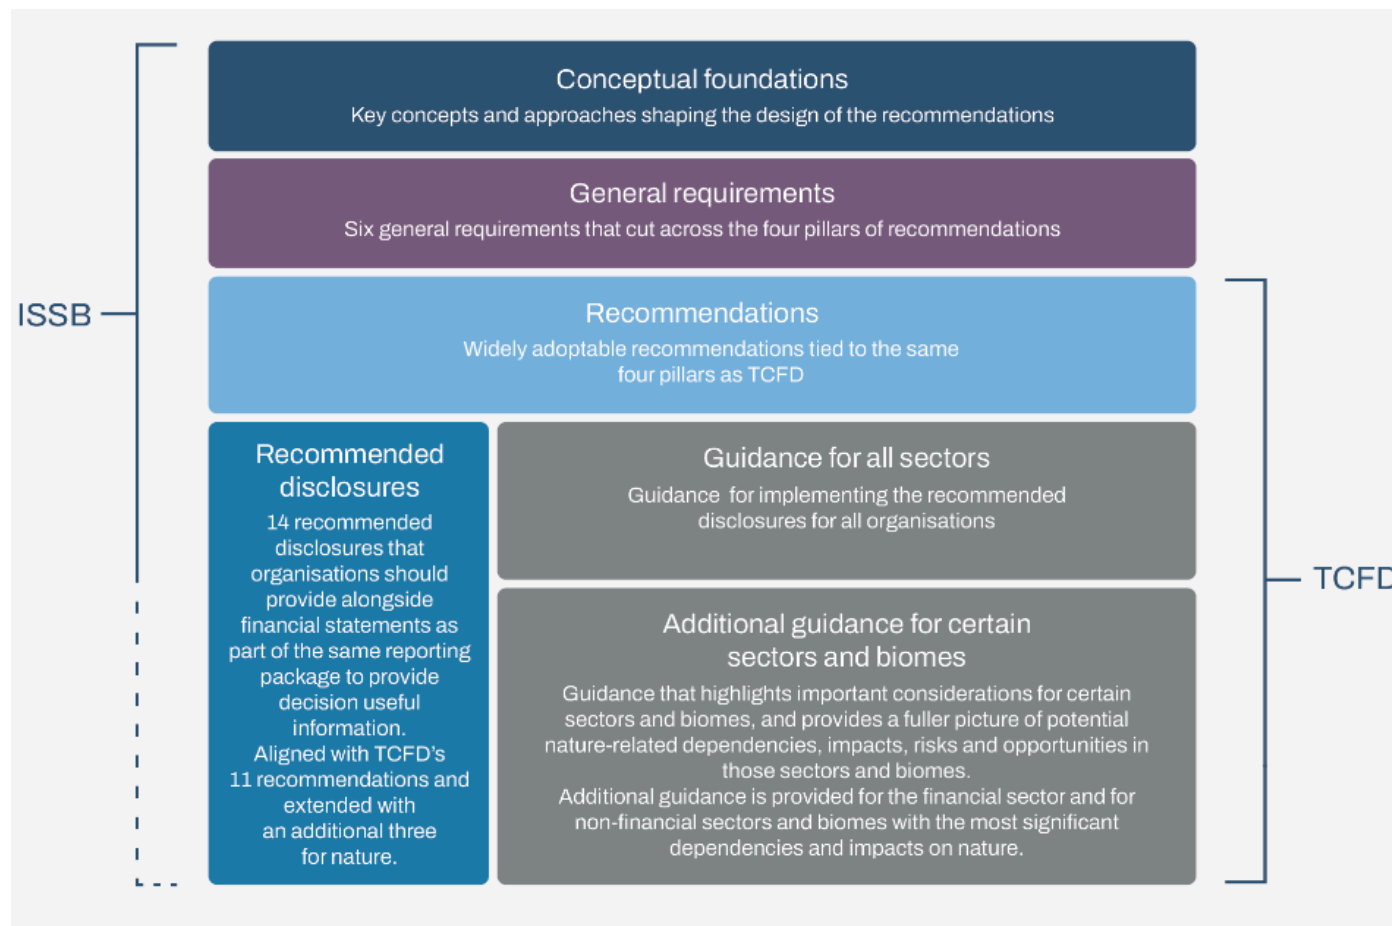 Conceptual foundations
Key concepts and approaches shaping the design of the recommendations
General requirements
Six general requirements that cut across the four pillars of recommendations
ISSB
Recommendations
Widely adoptable recommendations tied to the same
four pillars as TCFD
Recommended
disclosures
14 recommended
disclosures that
organisations should
provide alongside
financial statements as
part of the same reporting
package to provide
decision useful
information.
Aligned with TCFD's
11 recommendations and
extended with
an additional three
for nature.
Guidance for all sectors
Guidance for implementing the recommended
disclosures for all organisations
Additional guidance for certain
sectors and biomes
Guidance that highlights important considerations for certain
sectors and biomes, and provides a fuller picture of potential
nature-related dependencies, impacts, risks and opportunities in
those sectors and biomes.
Additional guidance is provided for the financial sector and for
non-financial sectors and biomes with the most significant
dependencies and impacts on nature.
TCFD